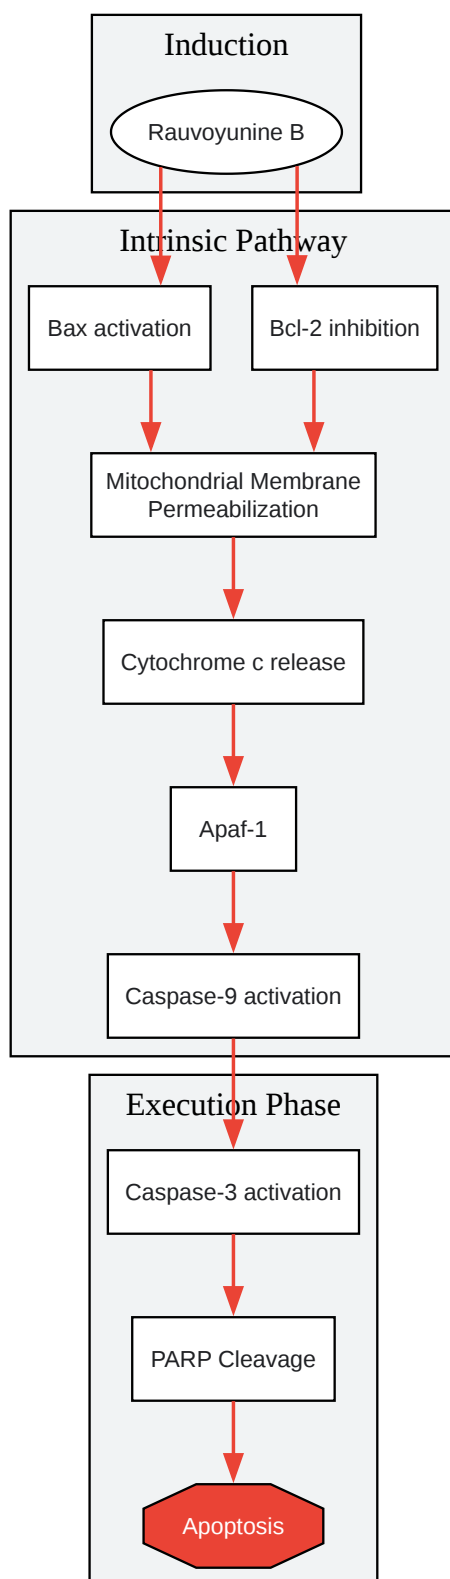 Induction
Rauvoyunine B
Intrinsic Pathway
Bax activation
Bcl-2 inhibition
Mitochondrial Membrane
Permeabilization
Cytochrome c release
Apaf-1
Caspase-9 activation
Execution Phase
Caspase-3 activation
PARP Cleavage
Apoptosis